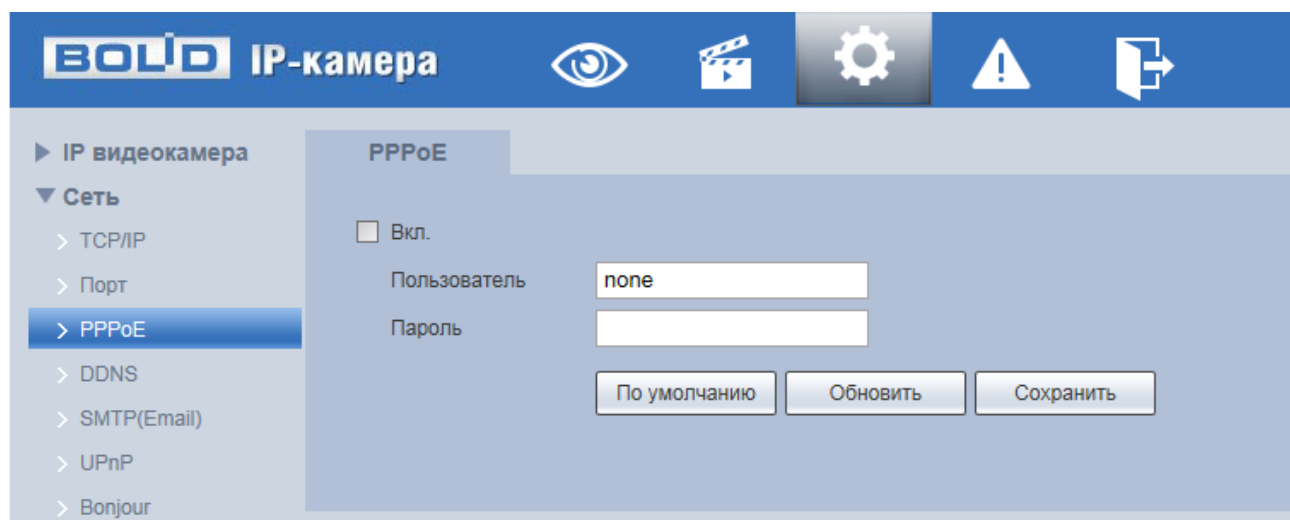 BOLID IP-камера
IP видеокамера
Сеть
TCP/IP
Порт
PPPoE
DDNS
SMTP(Email)
UPnP
Bonjour
PPPoE
Вкл.
Пользователь none
Пароль
По умолчанию Обновить Сохранить